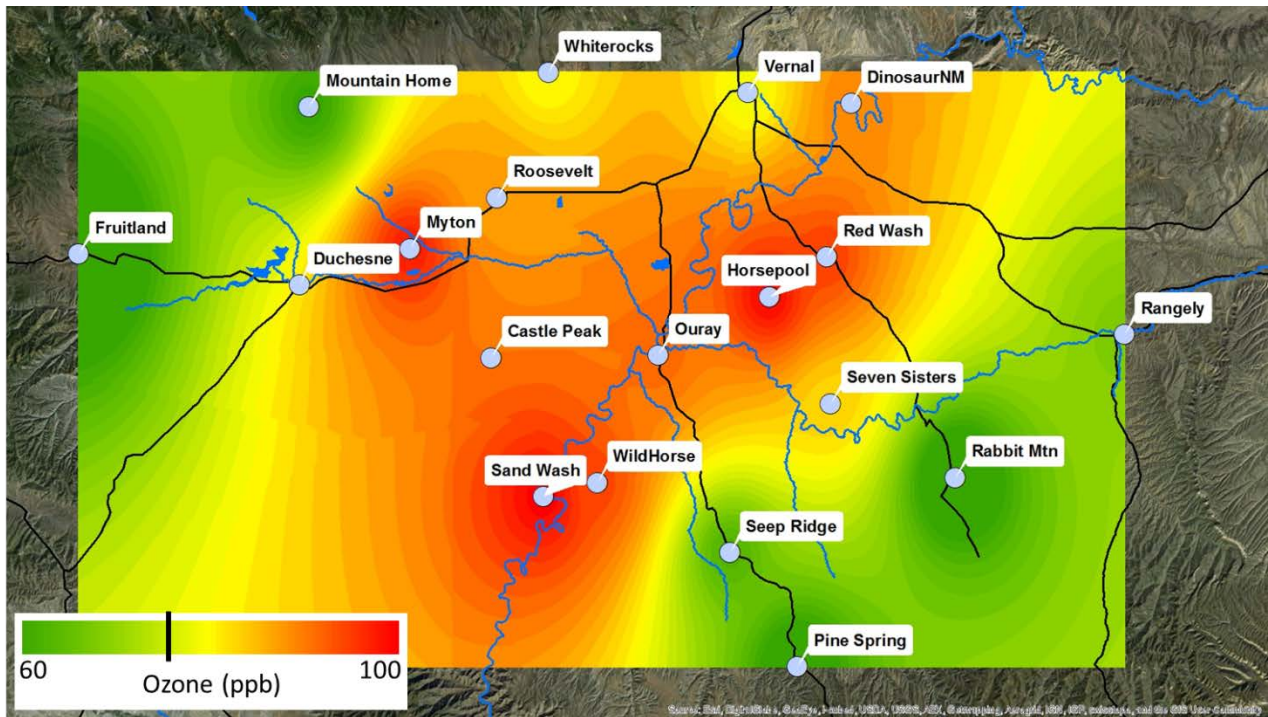 Whiterocks
Vernal
DinosaurNM
Mountain Home
Roosevelt
Fruitland
Myton
Red Wash
Duchesne
Horsepool
Rangely
Castle Peak
Ouray
Seven Sisters
Sand Wash
WildHorse
Rabbit Mtn
Seep Ridge
Pine Spring
60
100
Ozone (ppb)